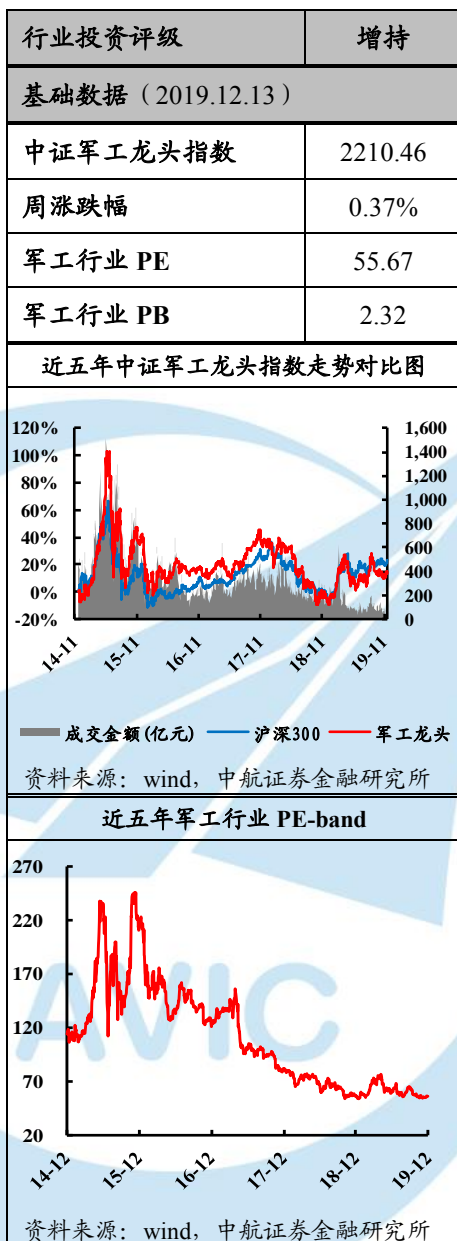 行业投资评级 增持
基础数据（2019.12.13）
中证军工龙头指数 2210.46
周涨跌幅 0.37%
军工行业 PE 55.67
军工行业 PB 2.32
近五年中证军工龙头指数走势对比图
120% 1,600
100% 1,400
80% 1,200
60% 1,000
40% 800
20% 600
0% 400
-20% 200
0
14-11 15-11 16-11 17-11 18-11 19-11
成交金额(亿元) 沪深300 军工龙头
资料来源：wind，中航证券金融研究所
近五年军工行业 PE-band
270
220
170
120
70
20
14-12 15-12 16-12 17-12 18-12 19-12
AVIC
资料来源：wind，中航证券金融研究所